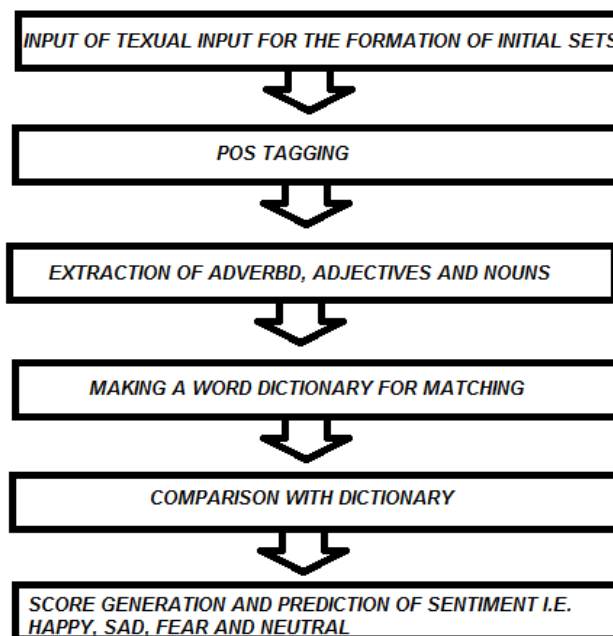 INPUT OF TEXUAL INPUT FOR THE FORMATION OF INITIAL SETS
POS TAGGING
EXTRACTION OF ADVERBD, ADJECTIVES AND NOUNS
MAKING A WORD DICTIONARY FOR MATCHING
COMPARISON WITH DICTIONARY
SCORE GENERATION AND PREDICTION OF SENTIMENT I.E.
HAPPY, SAD, FEAR AND NEUTRAL